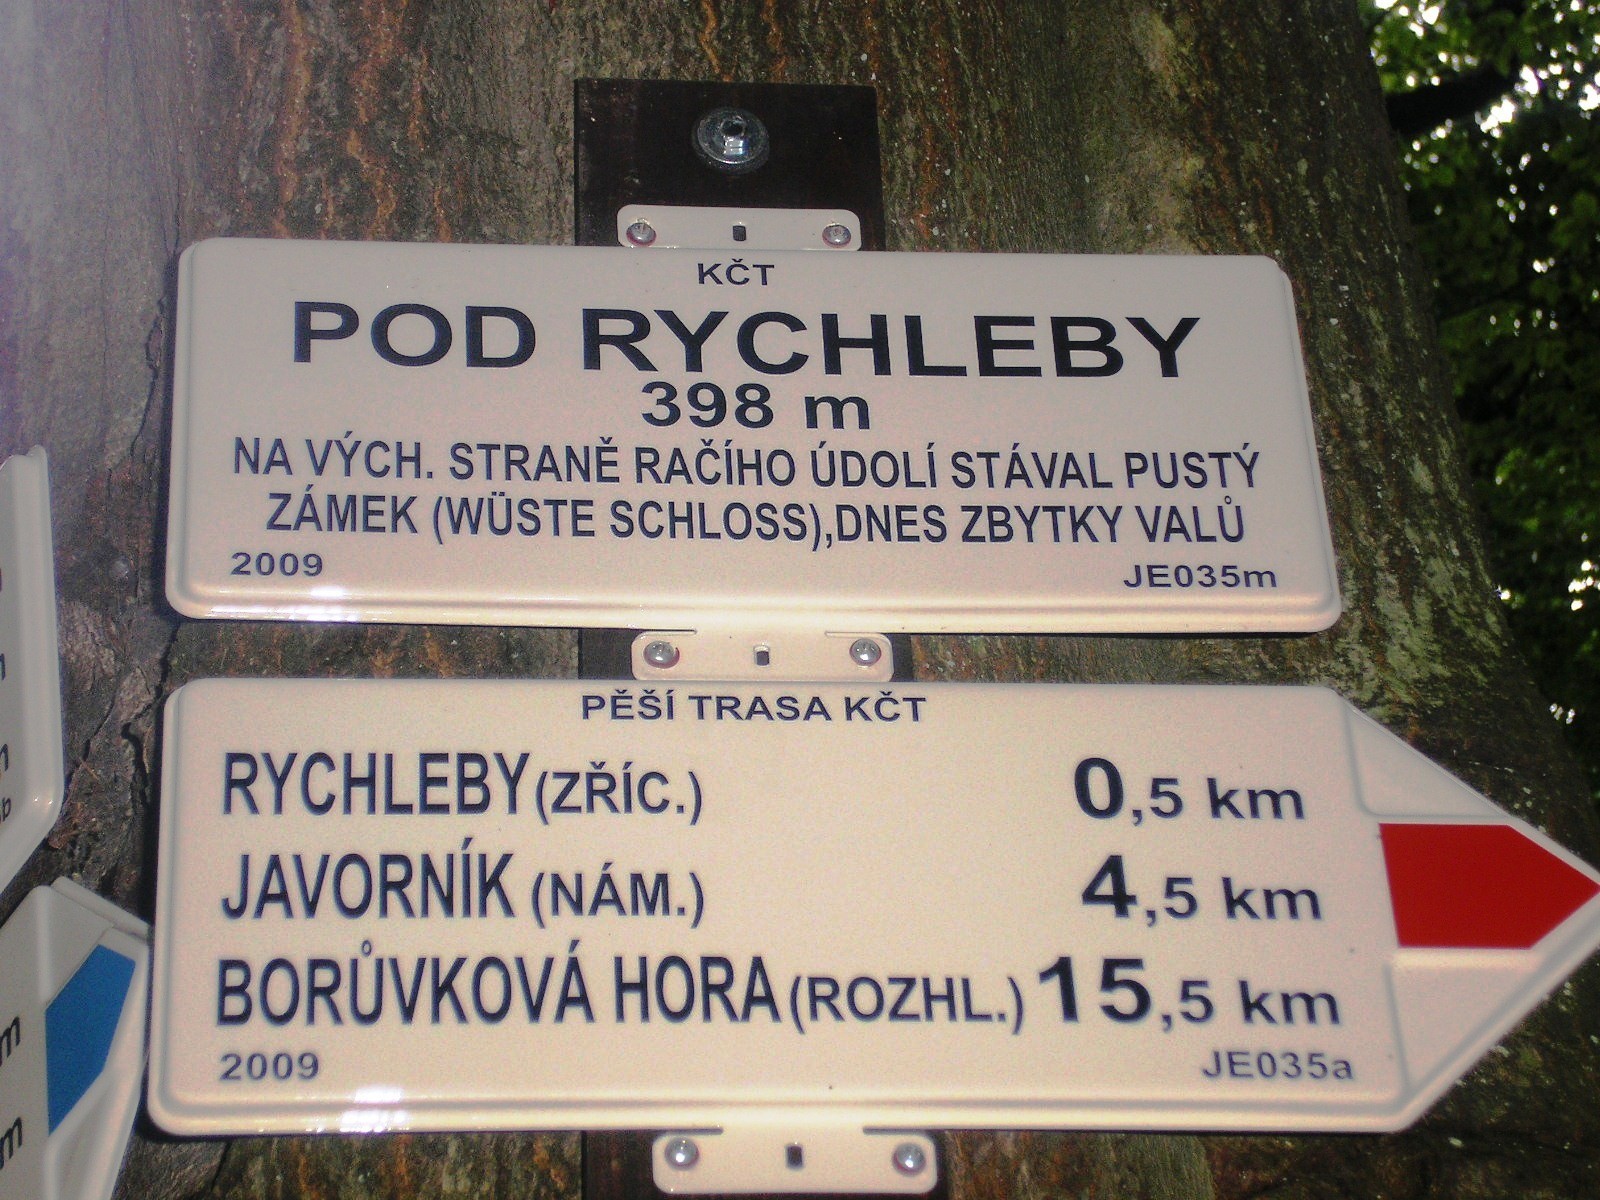 KČT
POD RYCHLEBY
398 m
NA VÝCH. STRANĚ RAČÍHO ÚDOLÍ STÁVAL PUSTÝ
ZÁMEK (WÜSTE SCHLOSS),DNES ZBYTKY VALŮ
2009 JE035m
PĚŠÍ TRASA KČT
RYCHLEBY (ZŘÍC.) 0,5 km
JAVORNÍK (NÁM.) 4,5 km
BORŮVKOVÁ HORA (ROZHL.) 15,5 km
2009 JE035a